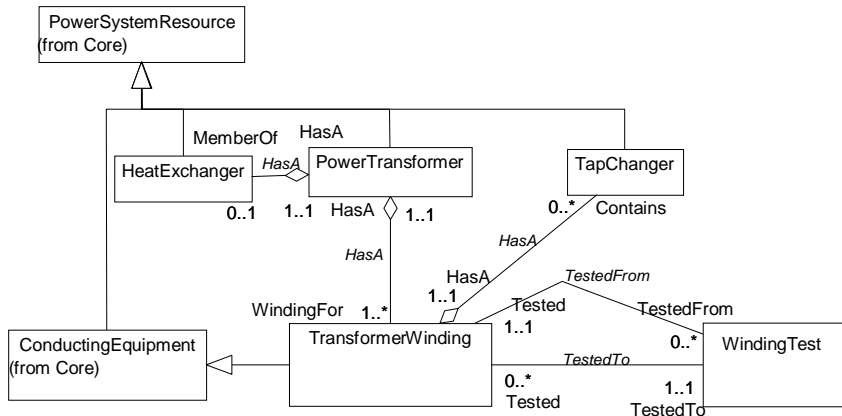 PowerSystemResource
(from Core)
MemberOf
HasA
HeatExchanger
HasA
PowerTransformer
TapChanger
0..1
1..1
HasA
1..1
0..*
Contains
HasA
HasA
HasA
TestedFrom
1..1
WindingFor
1..*
Tested
TestedFrom
1..1
0..*
ConductingEquipment
(from Core)
TransformerWinding
WindingTest
TestedTo
0..*
1..1
Tested
TestedTo